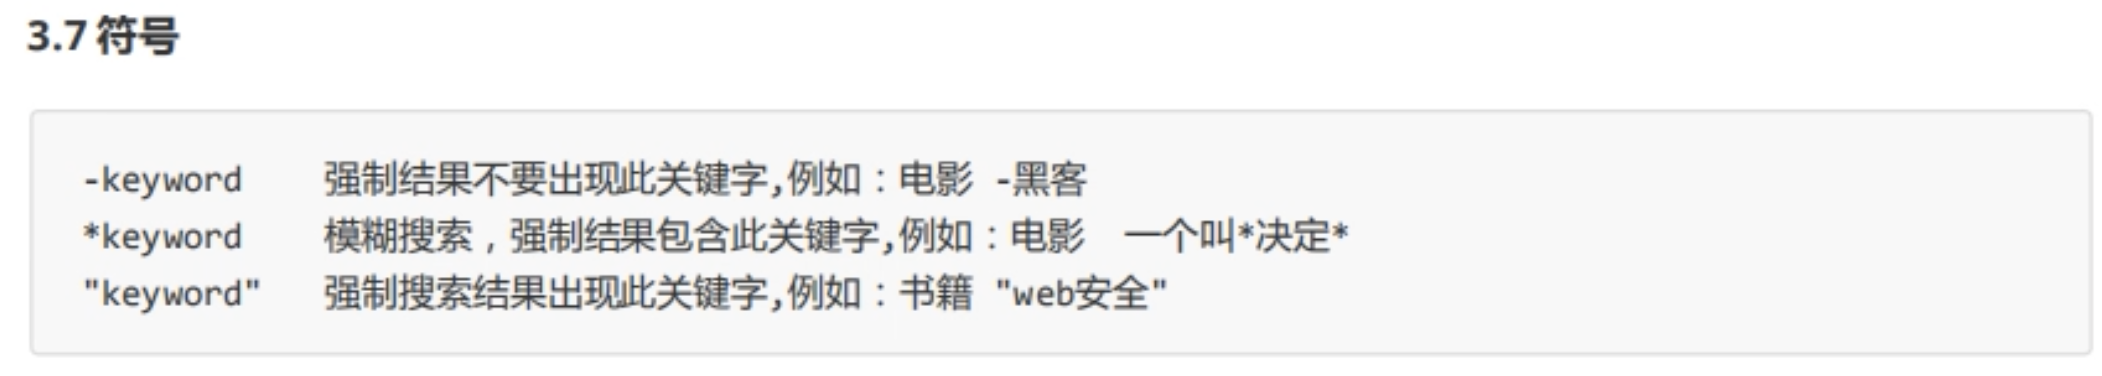 3.7 符号
-keyword 强制结果不要出现此关键字,例如：电影 -黑客
*keyword 模糊搜索，强制结果包含此关键字,例如：电影 一个叫*决定*
"keyword" 强制搜索结果出现此关键字,例如：书籍 "web安全"